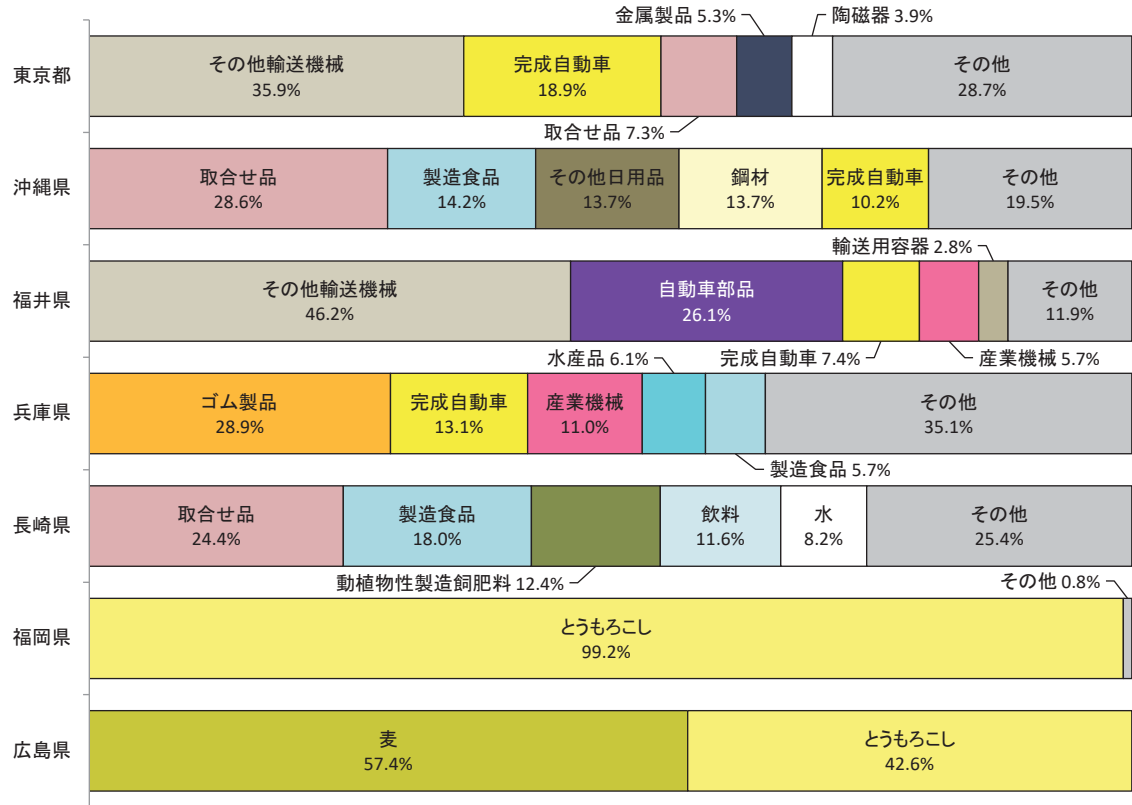 金属製品 5.3%
陶磁器 3.9%
東京都
その他輸送機械
35.9%
完成自動車
18.9%
その他
28.7%
取合せ品 7.3%
沖縄県
取合せ品
28.6%
製造食品
14.2%
その他日用品
13.7%
鋼材
13.7%
完成自動車
10.2%
その他
19.5%
輸送用容器 2.8%
福井県
その他輸送機械
46.2%
自動車部品
26.1%
その他
11.9%
水産品 6.1%
完成自動車 7.4%
産業機械 5.7%
兵庫県
ゴム製品
28.9%
完成自動車
13.1%
産業機械
11.0%
その他
35.1%
製造食品 5.7%
長崎県
取合せ品
24.4%
製造食品
18.0%
飲料
11.6%
水
8.2%
その他
25.4%
動植物性製造飼肥料 12.4%
その他 0.8%
福岡県
とうもろこし
99.2%
広島県
麦
57.4%
とうもろこし
42.6%